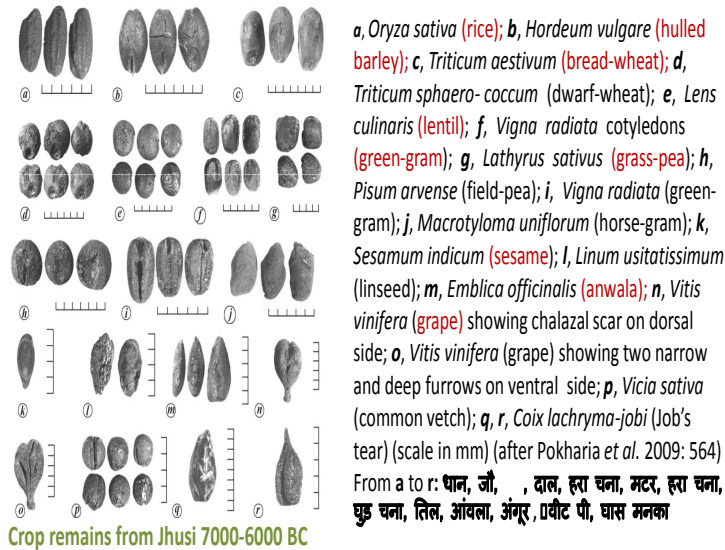 a
b
c
d
e
f
g
h
i
j
k
l
m
n
o
p
q
r
Crop remains from Jhusi 7000-6000 BC
a, Oryza sativa (rice); b, Hordeum vulgare (hulled
barley); c, Triticum aestivum (bread-wheat); d,
Triticum sphaero- coccum (dwarf-wheat); e, Lens
culinaris (lentil); f, Vigna radiata cotyledons
(green-gram); g, Lathyrus sativus (grass-pea); h,
Pisum arvense (field-pea); i, Vigna radiata (green-
gram); j, Macrotyloma uniflorum (horse-gram); k,
Sesamum indicum (sesame); l, Linum usitatissimum
(linseed); m, Emblica officinalis (anwala); n, Vitis
vinifera (grape) showing chalazal scar on dorsal
side; o, Vitis vinifera (grape) showing two narrow
and deep furrows on ventral side; p, Vicia sativa
(common vetch); q, r, Coix lachryma-jobi (Job's
tear) (scale in mm) (after Pokharia et al. 2009: 564)
From a to r: धान, जौ, , दाल, हरा चना, मटर, हरा चना,
घुड़ चना, तिल, आंवला, अंगूर , वीट पी, घास मनका